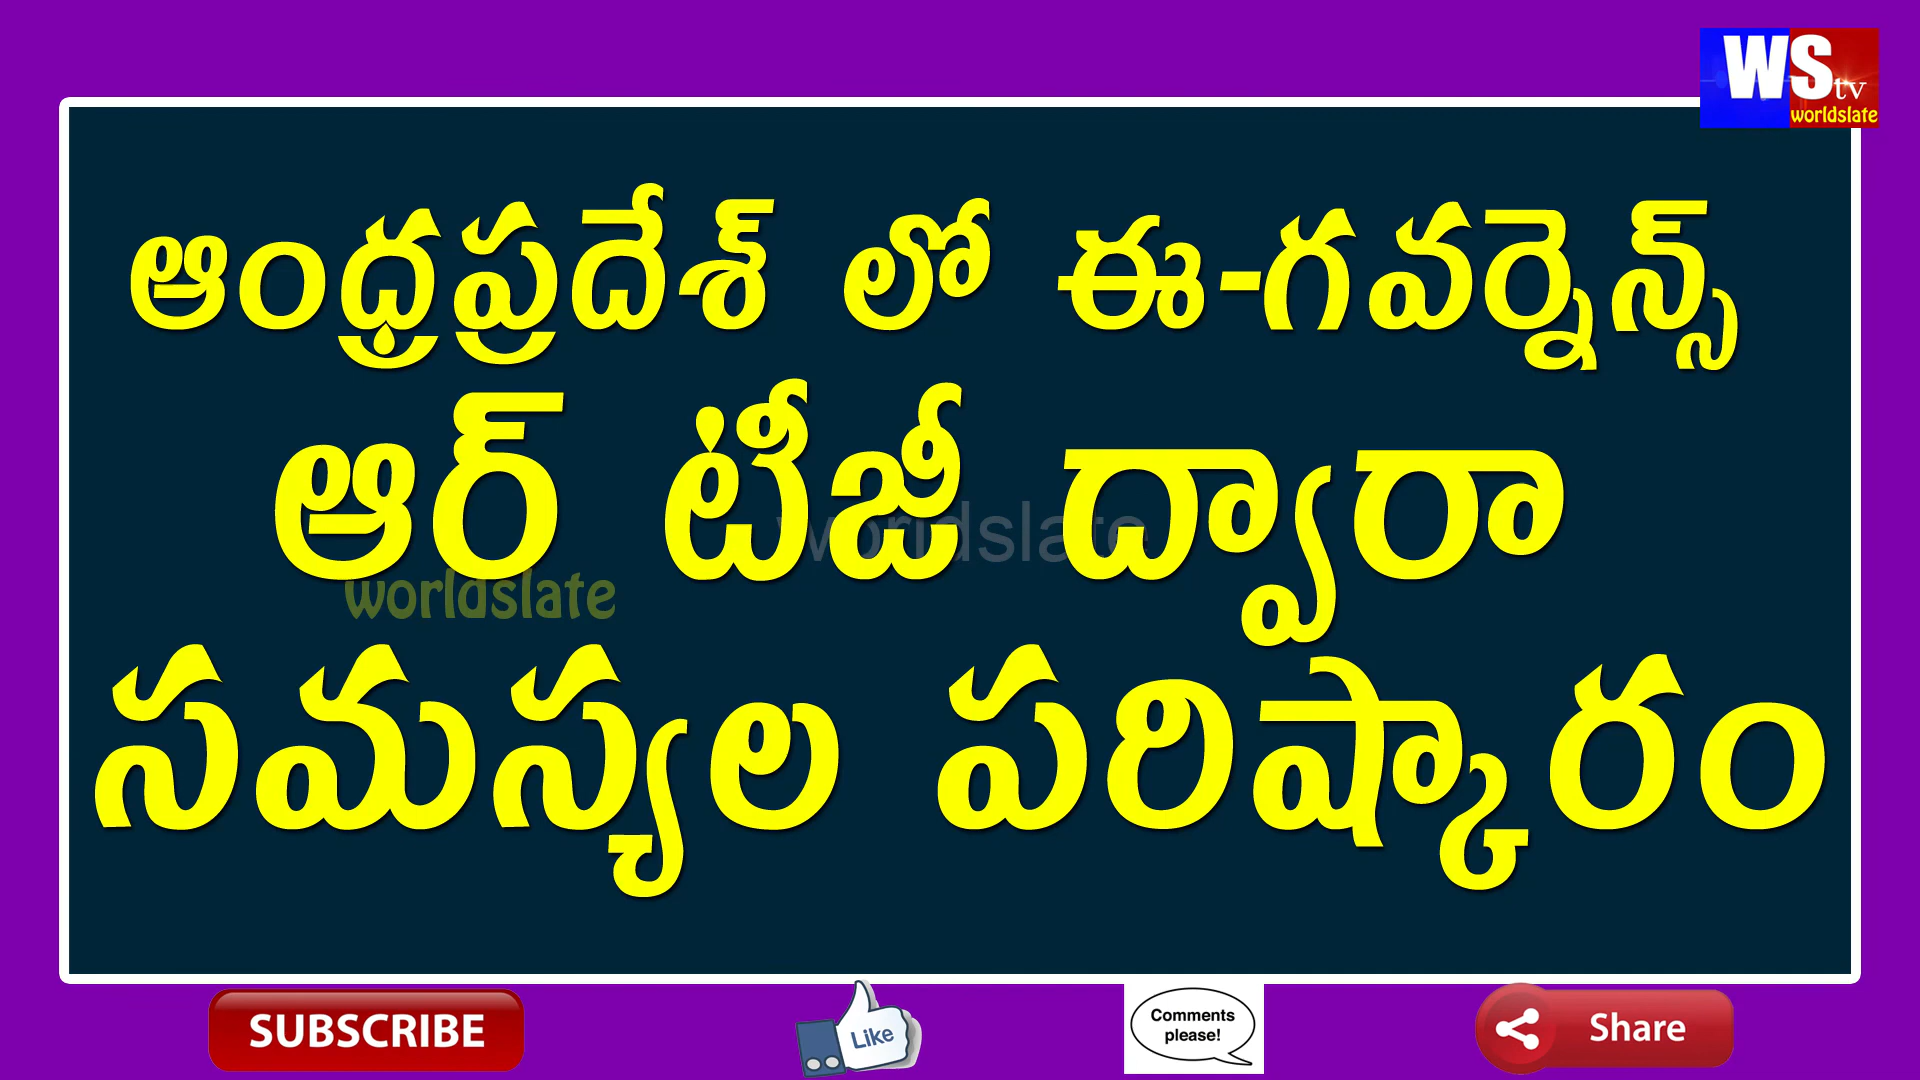 WS tv
worldslate
ఆంధ్రప్రదేశ్ లో ఈ-గవర్నెన్స్
ఆర్ టీజీ ద్వారా
worldslate
worldslate
సమస్యల పరిష్కారం
SUBSCRIBE
Like
Comments
please!
Share